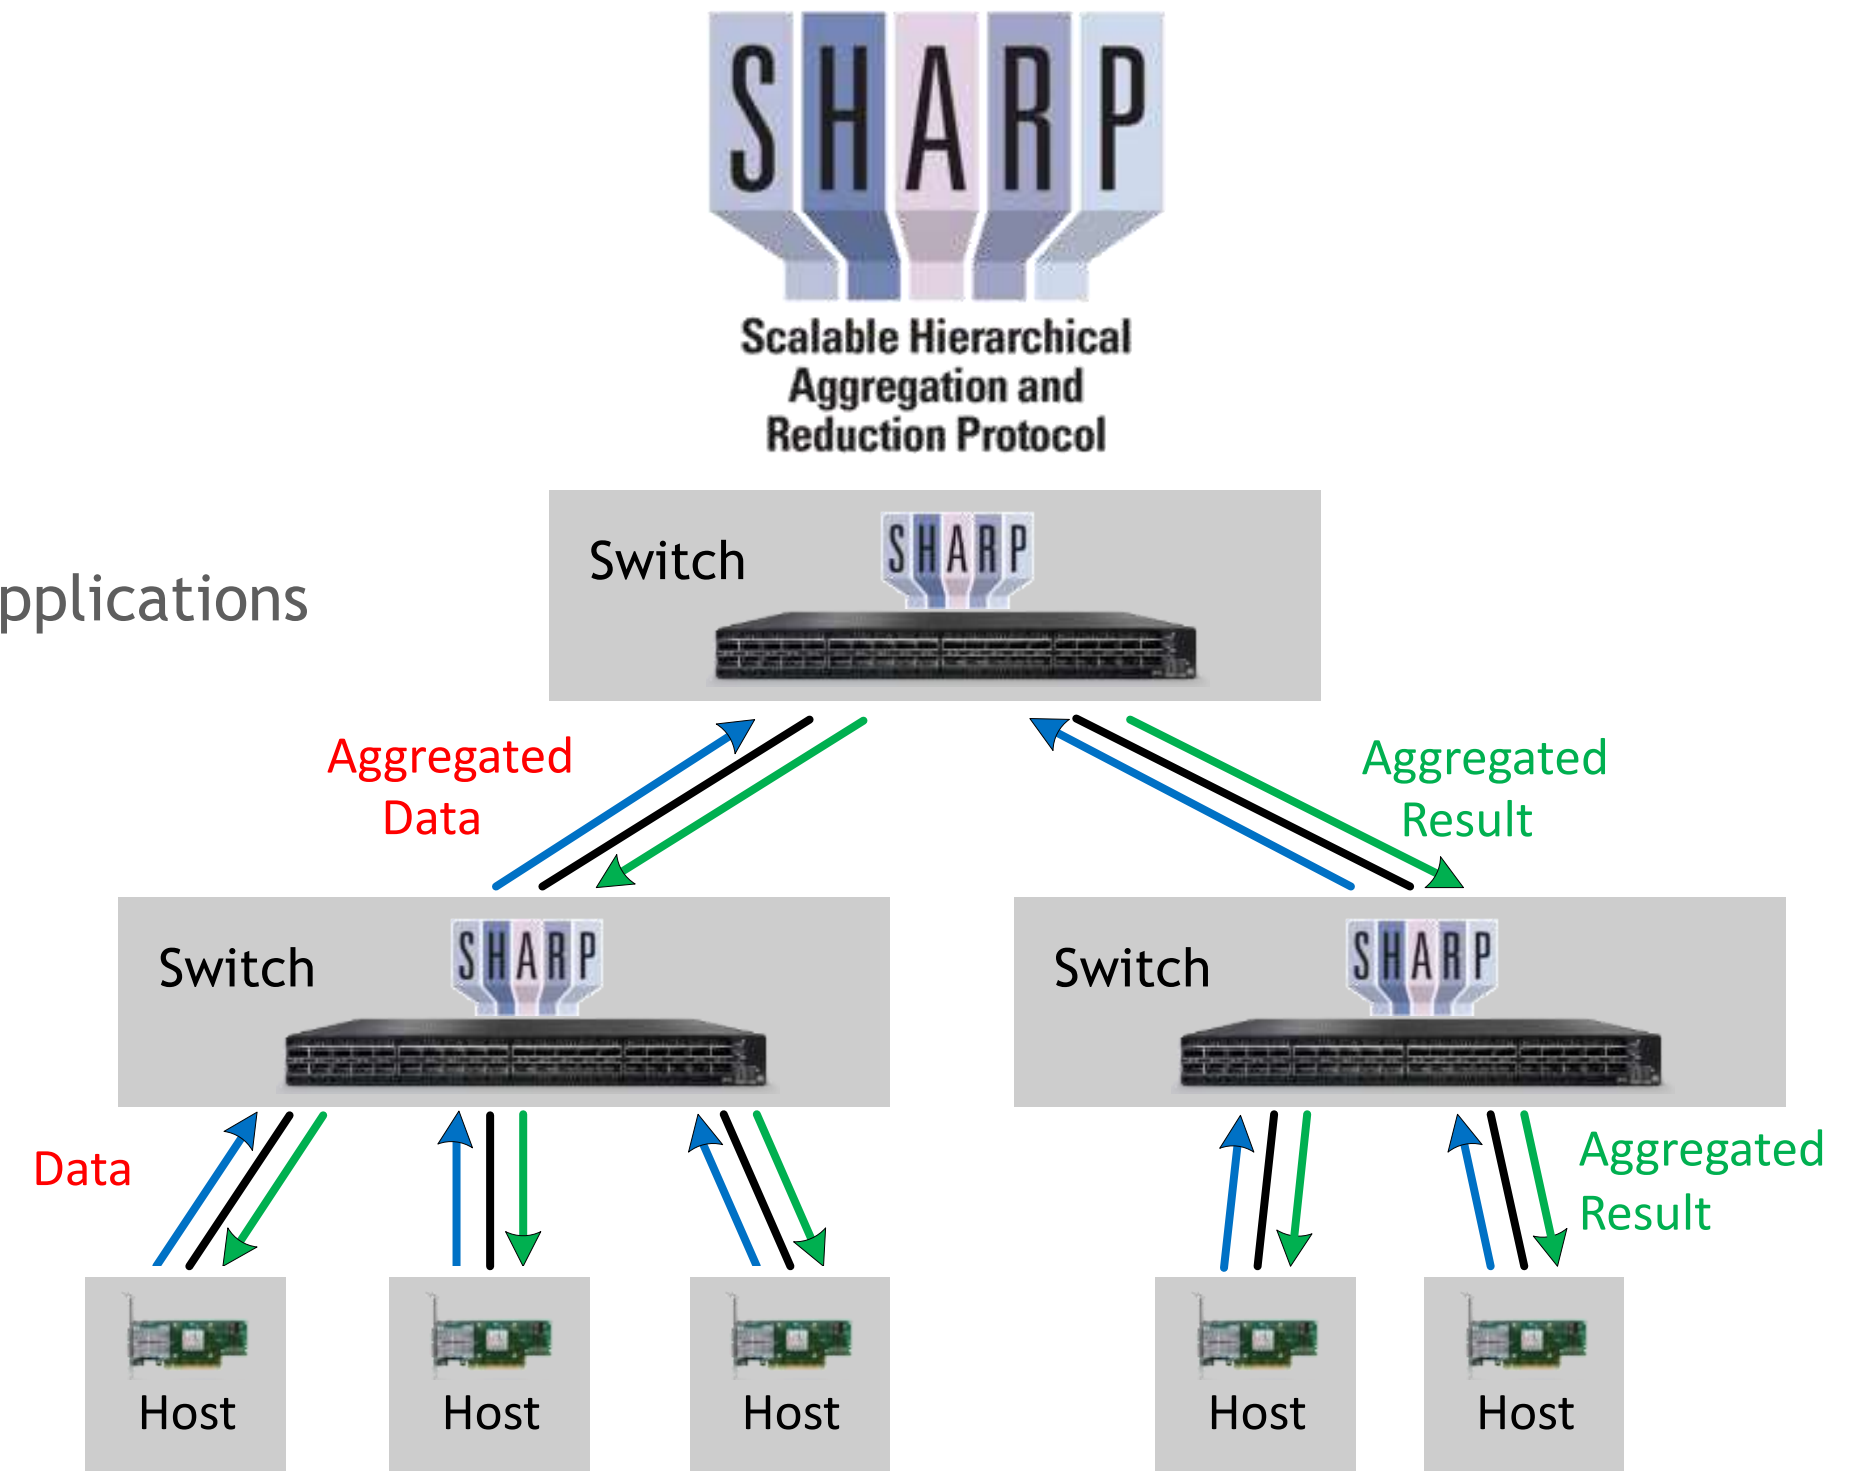 SHARP
Scalable Hierarchical
Aggregation and
Reduction Protocol
Switch
SHARP
pplications
Aggregated
Data
Aggregated
Result
Switch
SHARP
Switch
SHARP
Data
Aggregated
Result
Host
Host
Host
Host
Host